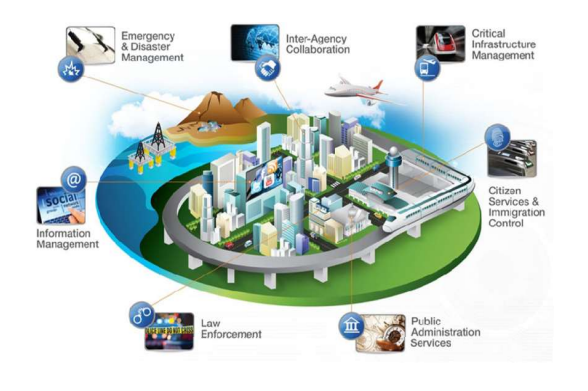 Emergency
& Disaster
Management
Inter-Agency
Collaboration
Critical
Infrastructure
Management
@
Social
Information
Management
Citizen
Services &
Immigration
Control
Law
Enforcement
Public
Administration
Services